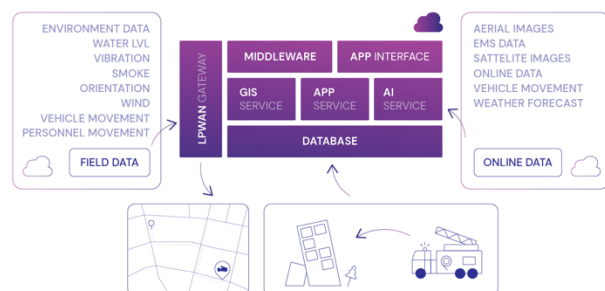 ENVIRONMENT DATA
WATER LVL
VIBRATION
SMOKE
ORIENTATION
WIND
VEHICLE MOVEMENT
PERSONNEL MOVEMENT
FIELD DATA
LPWAN GATEWAY
MIDDLEWARE
APP INTERFACE
GIS
SERVICE
APP
SERVICE
AI
SERVICE
DATABASE
AERIAL IMAGES
EMS DATA
SATTELITE IMAGES
ONLINE DATA
VEHICLE MOVEMENT
WEATHER FORECAST
ONLINE DATA